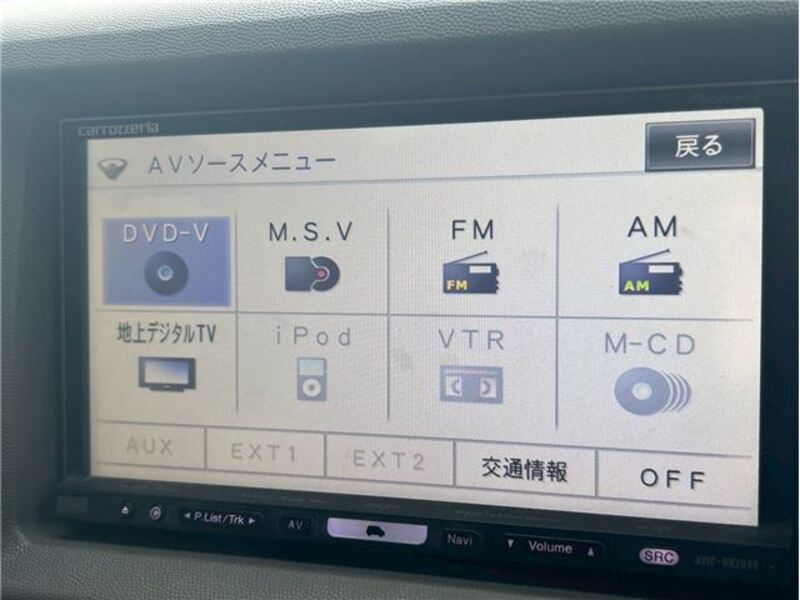 carrozzeria
AVソースメニュー
戻る
DVD-V
M.S.V
FM
AM
FM
AM
地上デジタルTV
iPod
VTR
M-CD
AUX
EXT1
EXT2
交通情報
OFF
◄ P.List/Trk ►
AV
Navi
▼ Volume ▲
SRC